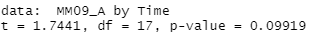 data:  MM09_A by Time
t = 1.7441, df = 17, p-value = 0.09919